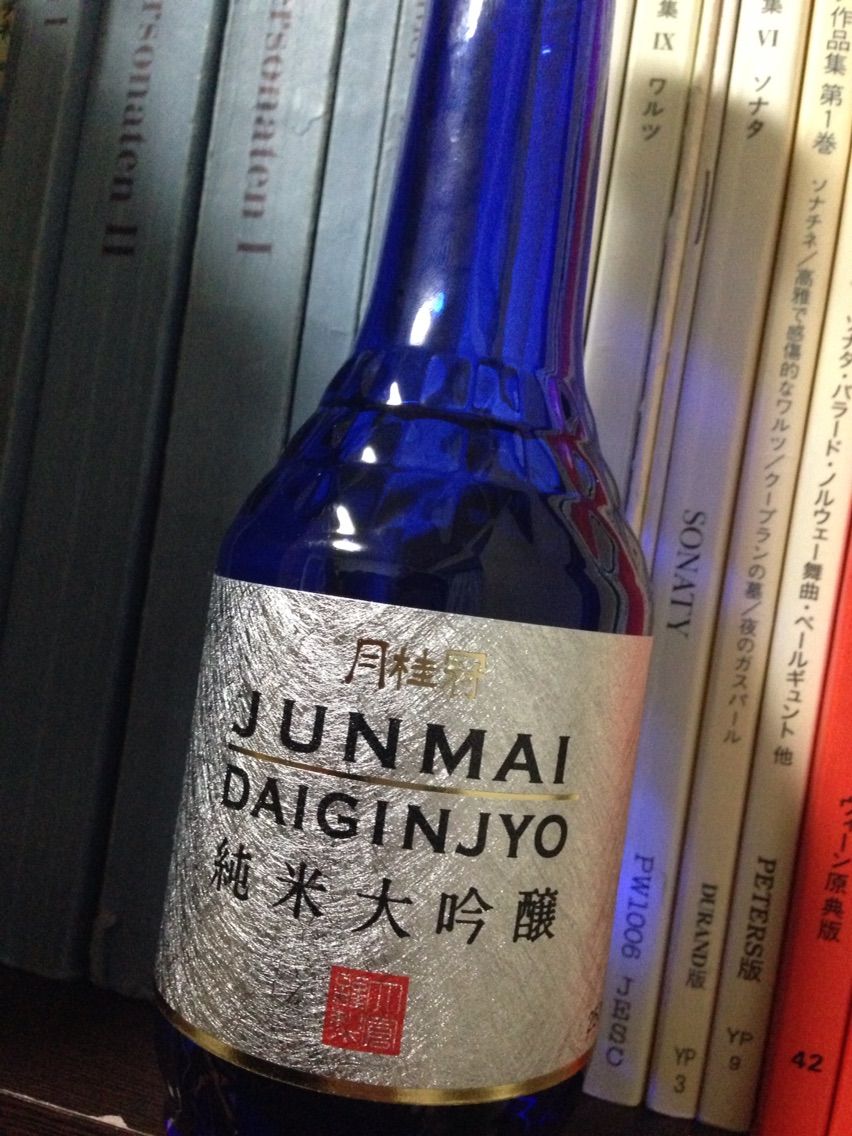 月桂冠
JUNMAI
DAIGINJYO
純米大吟醸
ersonaten II
ersonaten I
集 IX ワルツ
PW1006 JESC
集 VI ソナタ
SONATY
作品集 第1巻
ソナチネ/高雅で感傷的なワルツ/クープランの墓/夜のガスパール
DURAND版
YP
3
ソナタ・バラード・ノルウェー舞曲・ペールギュント 他
PETERS版
YP
9
ヴィーン原典版
42